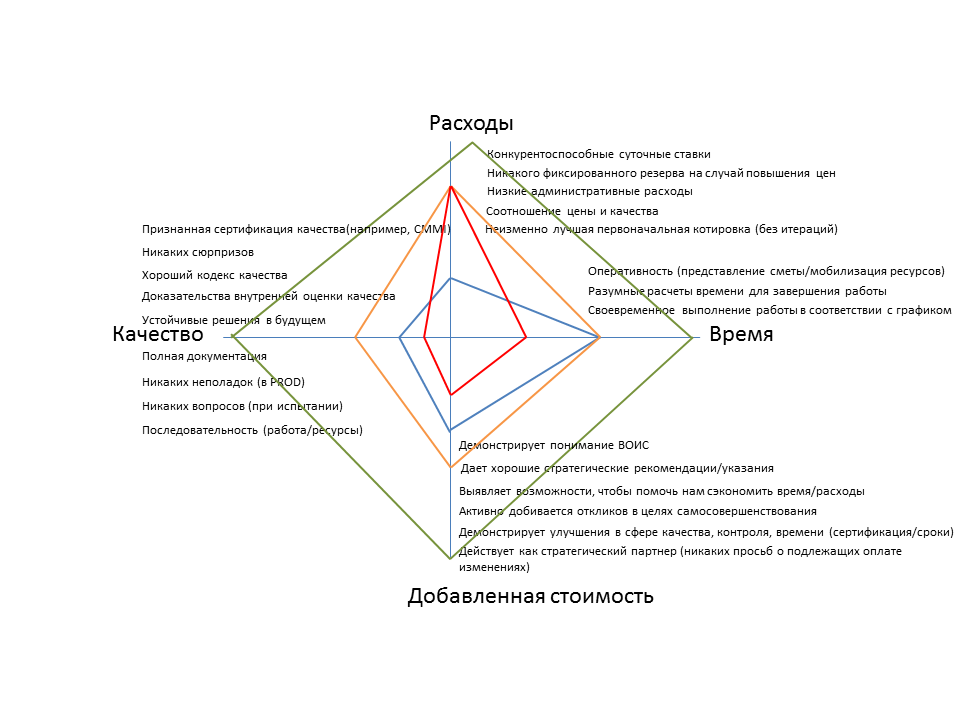 Расходы
Конкурентоспособные суточные ставки
Никакого фиксированного резерва на случай повышения цен
Низкие административные расходы
Соотношение цены и качества
Неизменно лучшая первоначальная котировка (без итераций)
Признанная сертификация качества(например, CMMI)
Никаких сюрпризов
Хороший кодекс качества
Доказательства внутренней оценки качества
Устойчивые решения в будущем
Оперативность (представление сметы/мобилизация ресурсов)
Разумные расчеты времени для завершения работы
Своевременное выполнение работы в соответствии с графиком
Качество
Время
Полная документация
Никаких неполадок (в PROD)
Никаких вопросов (при испытании)
Последовательность (работа/ресурсы)
Демонстрирует понимание ВОИС
Дает хорошие стратегические рекомендации/указания
Выявляет возможности, чтобы помочь нам сэкономить время/расходы
Активно добивается откликов в целях самосовершенствования
Демонстрирует улучшения в сфере качества, контроля, времени (сертификация/сроки)
Действует как стратегический партнер (никаких просьб о подлежащих оплате
изменениях)
Добавленная стоимость